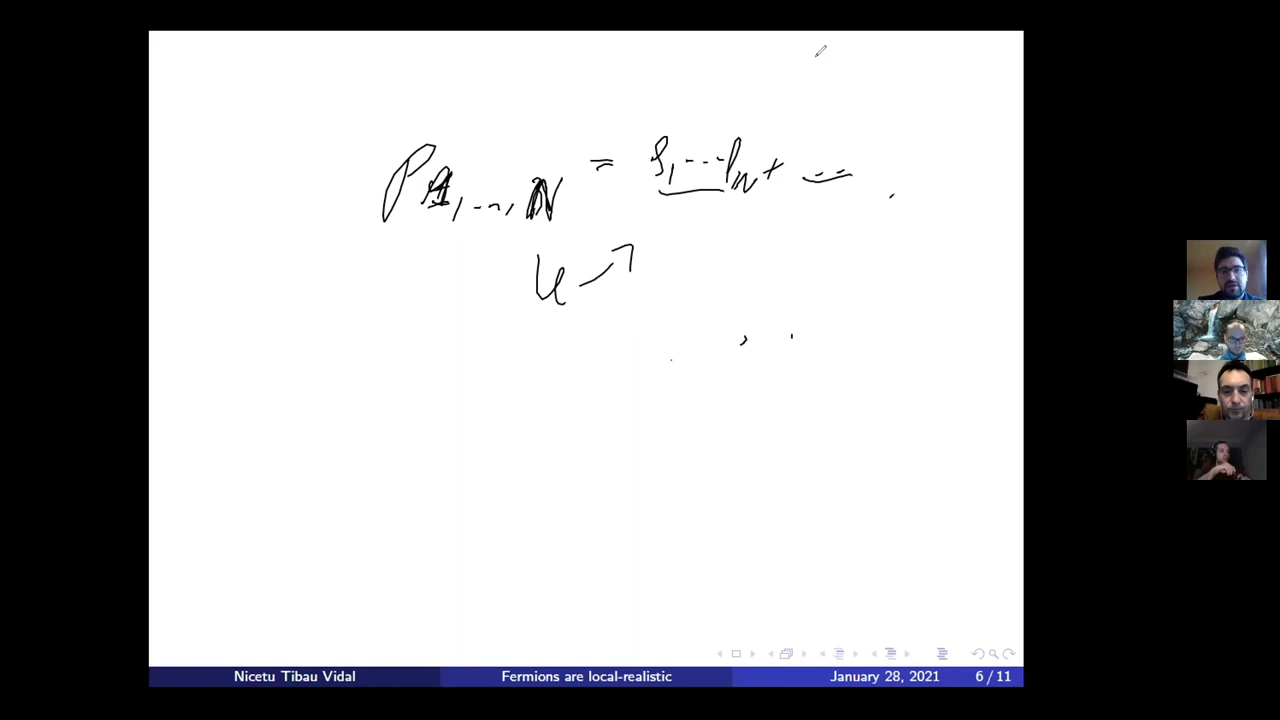 ρ_{1,...,N} = ρ_1...ρ_N + ...
U
Nicetu Tibau Vidal Fermions are local-realistic January 28, 2021 6 / 11